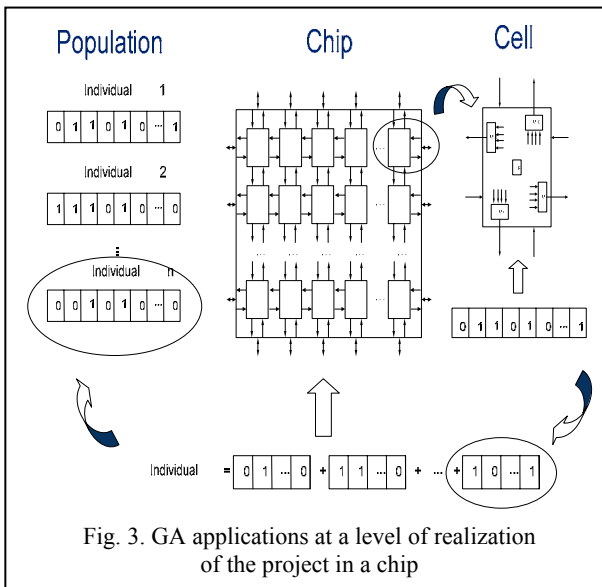 Population Chip Cell
Individual 1
0 1 1 0 1 0 ... 1
Individual 2
1 1 1 0 1 0 ... 0
Individual n
0 0 1 0 1 0 ... 0
0 1 1 0 1 0 ... 1
Individual = 0 1 ... 0 + 1 1 ... 0 + ... + 1 0 ... 1
Fig. 3. GA applications at a level of realization
of the project in a chip